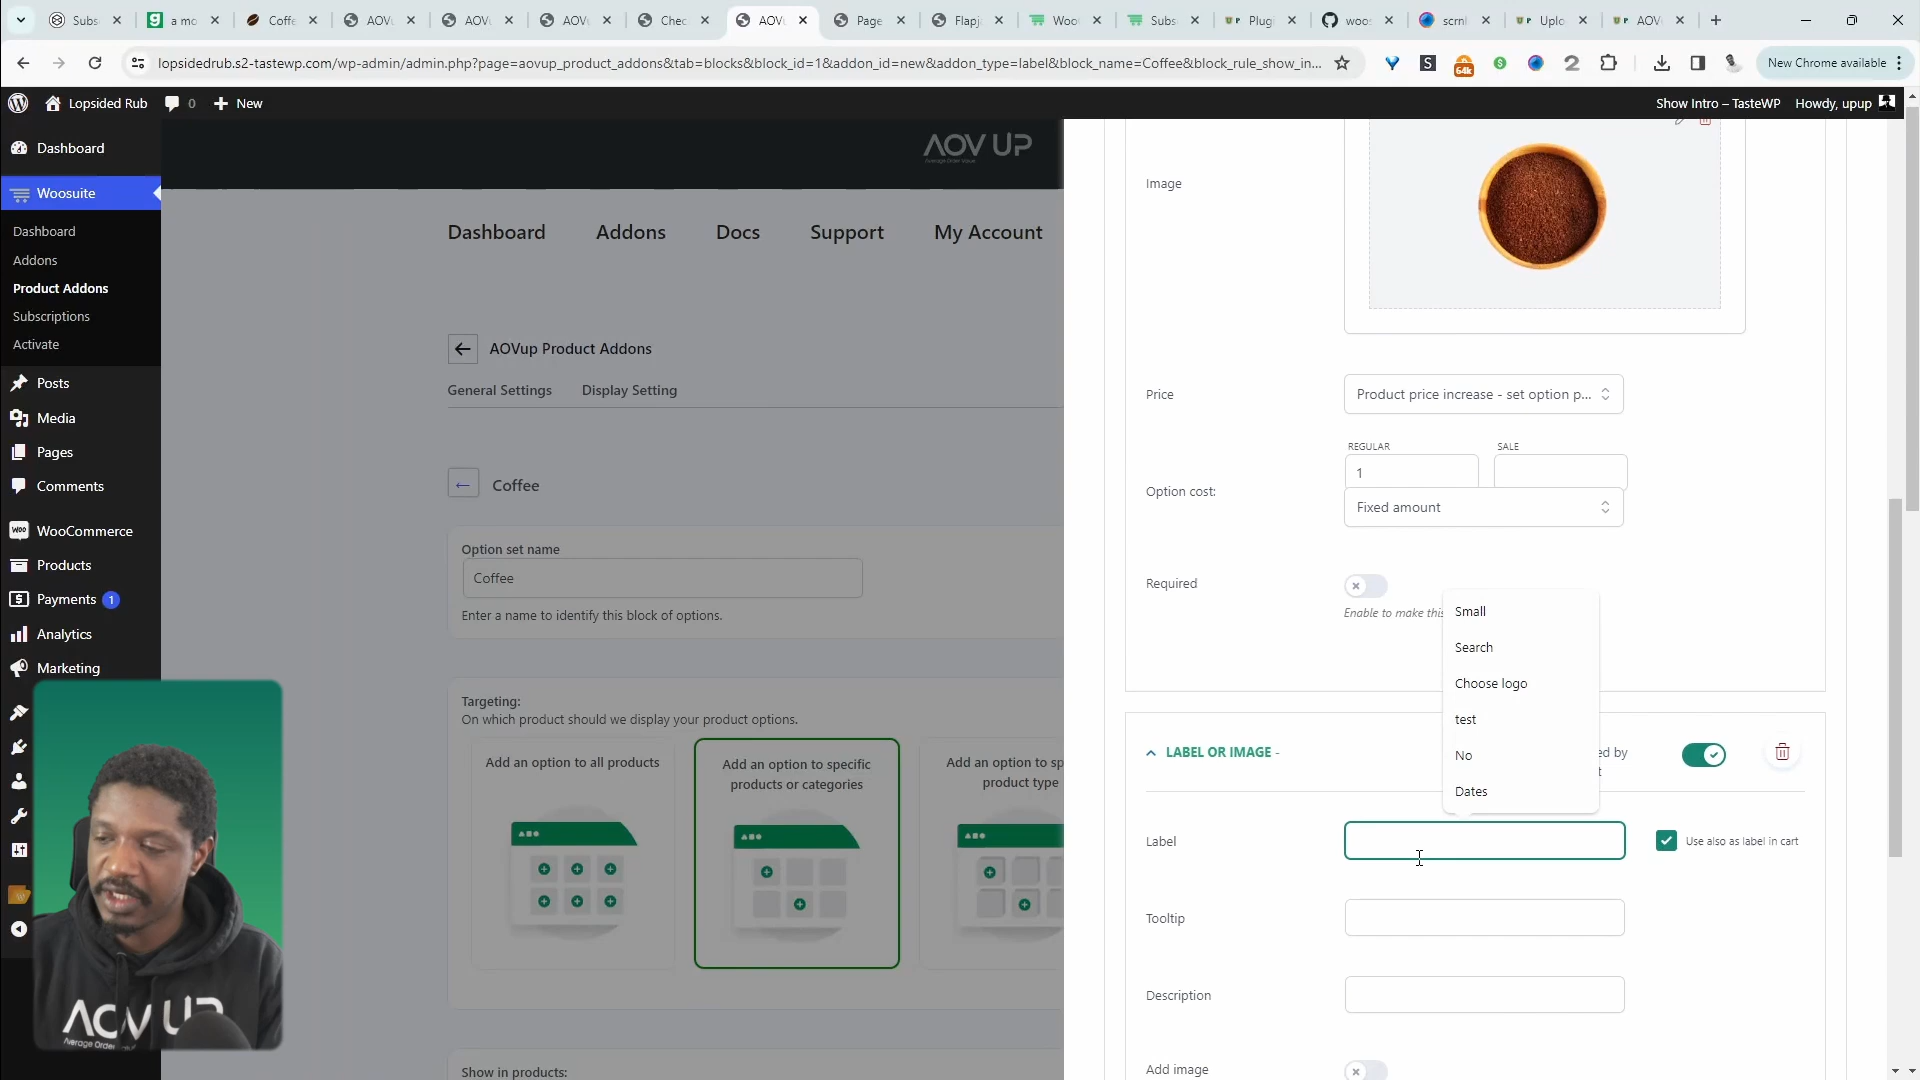 Subs
a mo
Coffe
AOVu
AOVu
AOVu
Chec
AOVu
Page
Flapja
Woo
Subs
Plugi
woos
scrnl
Uplo
AOV
lopsidedrub.s2-tastewp.com/wp-admin/admin.php?page=aovup_product_addons&tab=blocks&block_id=1&addon_id=new&addon_type=label&block_name=Coffee&block_rule_show_in...
S
64k
New Chrome available
Lopsided Rub
0
New
Show Intro – TasteWP
Howdy, upup
Dashboard
Woosuite
Dashboard
Addons
Product Addons
Subscriptions
Activate
Posts
Media
Pages
Comments
WooCommerce
Products
Payments 1
Analytics
Marketing
AOV UP
Average Order Value
Dashboard
Addons
Docs
Support
My Account
AOVup Product Addons
General Settings
Display Setting
Coffee
Option set name
Coffee
Enter a name to identify this block of options.
Targeting:
On which product should we display your product options.
Add an option to all products
Add an option to specific
products or categories
Add an option to sp
product type
Show in products:
Image
Price
Product price increase - set option p...
REGULAR
SALE
Option cost:
1
Fixed amount
Required
Enable to make this
Small
Search
Choose logo
test
No
Dates
LABEL OR IMAGE -
ed by
t
Label
Use also as label in cart
Tooltip
Description
Add image
AOV UP
Average Order